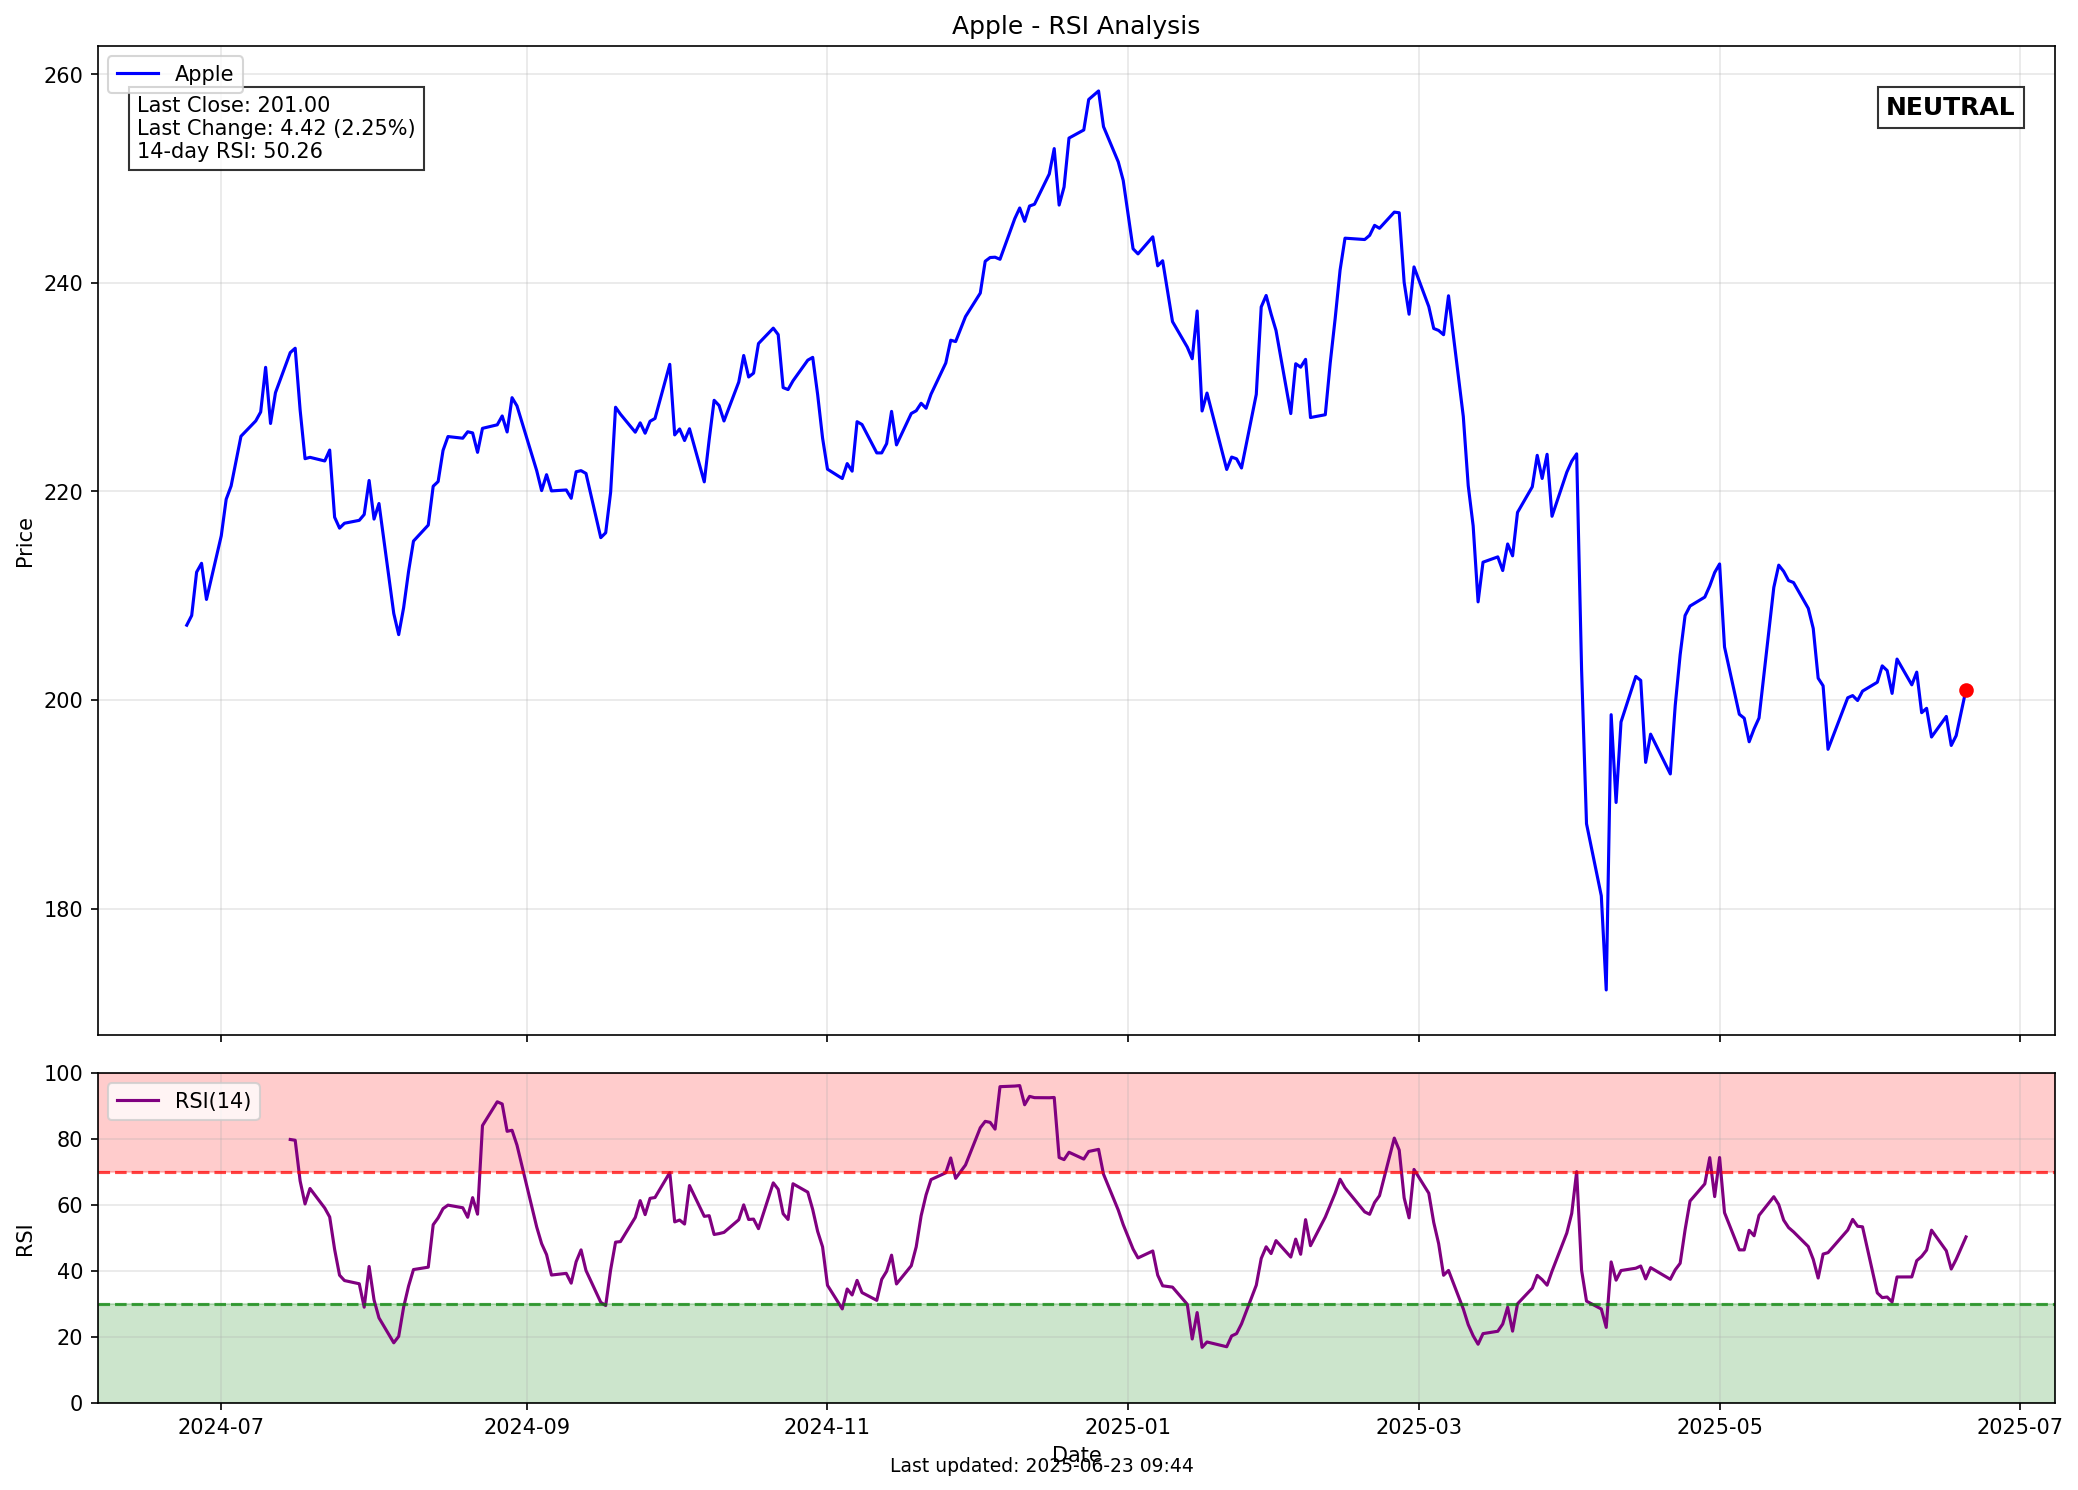 Apple - RSI Analysis
Apple
Last Close: 201.00
Last Change: 4.42 (2.25%)
14-day RSI: 50.26
NEUTRAL
260
240
220
200
180
Price
RSI(14)
100
80
60
40
20
0
RSI
2024-07
2024-09
2024-11
2025-01
2025-03
2025-05
2025-07
Date
Last updated: 2025-06-23 09:44